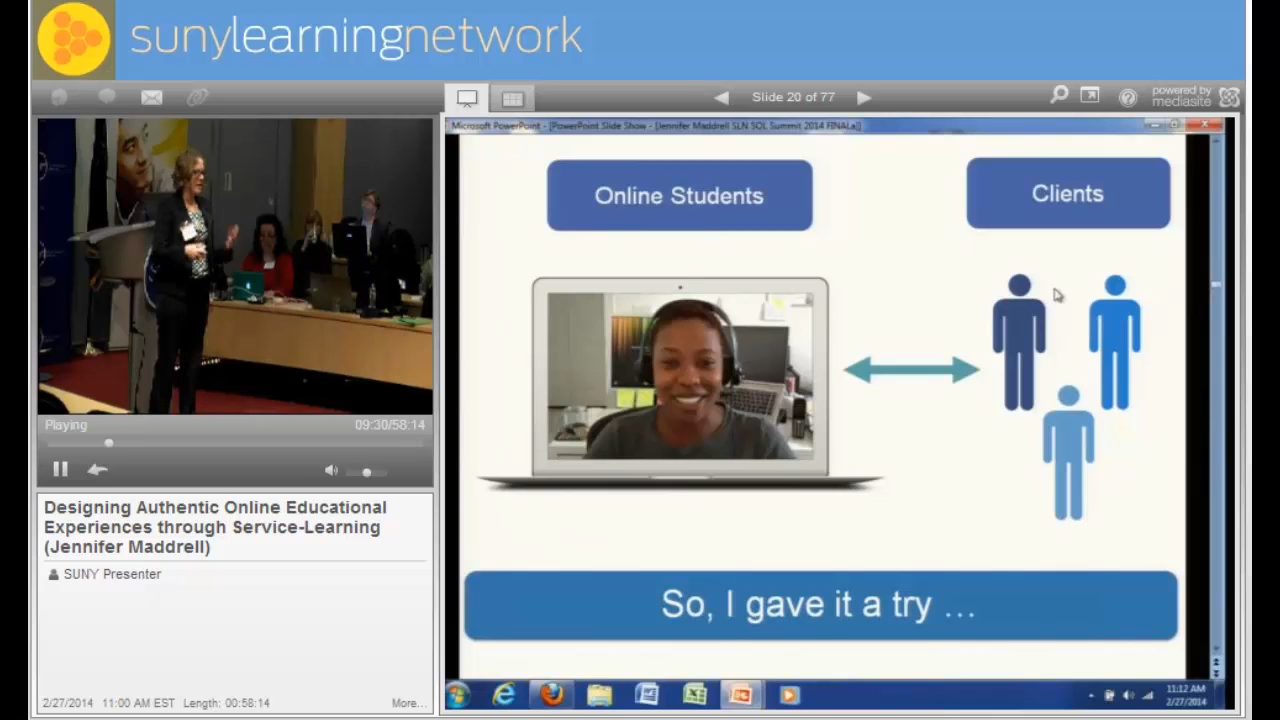 sunylearningnetwork
Slide 20 of 77
powered by
mediasite
Microsoft PowerPoint - [PowerPoint Slide Show - [Jennifer Maddrell SLN SOL Summit 2014 FINALa]]
Online Students
Clients
So, I gave it a try ...
Playing
09:30/58:14
Designing Authentic Online Educational
Experiences through Service-Learning
(Jennifer Maddrell)
SUNY Presenter
2/27/2014 11:00 AM EST Length: 00:58:14
More...
11:12 AM
2/27/2014